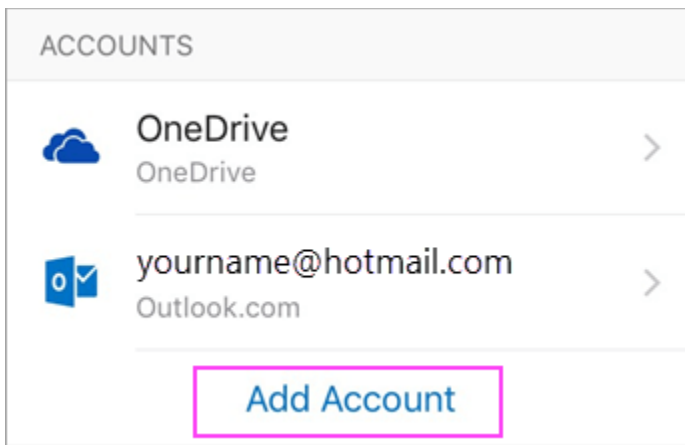 ACCOUNTS
OneDrive
OneDrive
yourname@hotmail.com
Outlook.com
Add Account